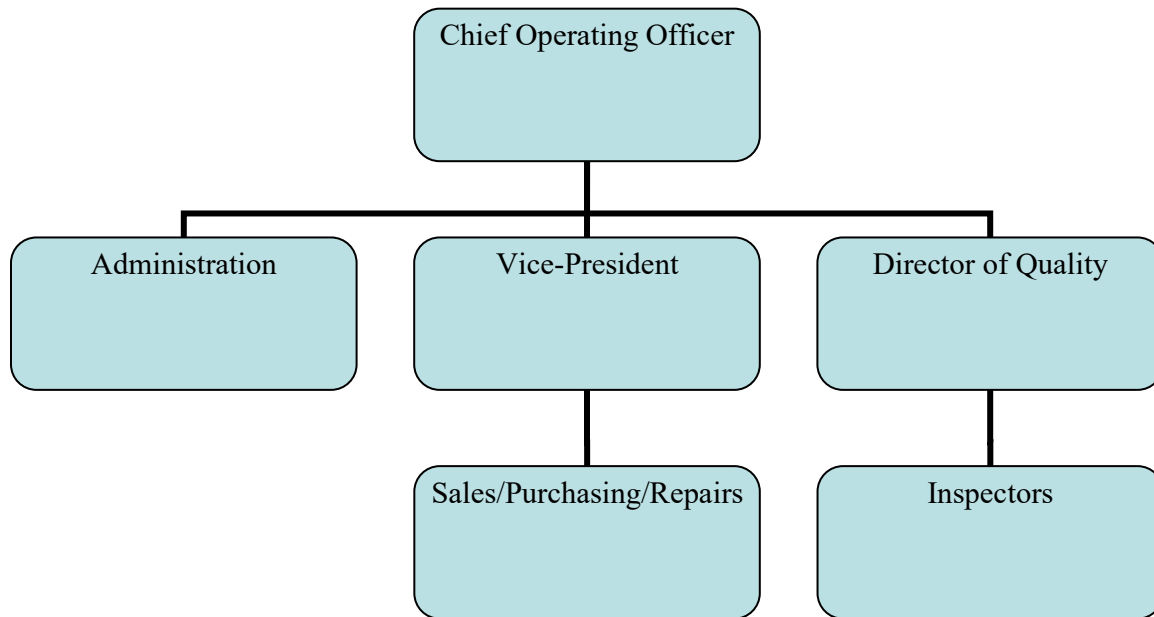 Chief Operating Officer
Administration
Vice-President
Director of Quality
Sales/Purchasing/Repairs
Inspectors